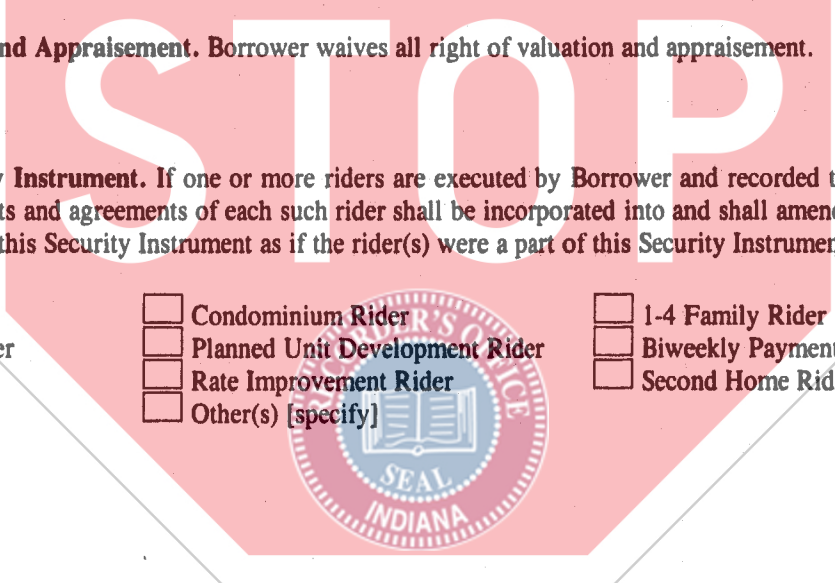 STOP
nd Appraisement. Borrower waives all right of valuation and appraisement.
y Instrument. If one or more riders are executed by Borrower and recorded t
ts and agreements of each such rider shall be incorporated into and shall amend
this Security Instrument as if the rider(s) were a part of this Security Instrumen
Condominium Rider 1-4 Family Rider
er Planned Unit Development Rider Biweekly Payment
Rate Improvement Rider Second Home Rid
Other(s) [specify]
RECORDER'S OFFICE
SEAL
INDIANA